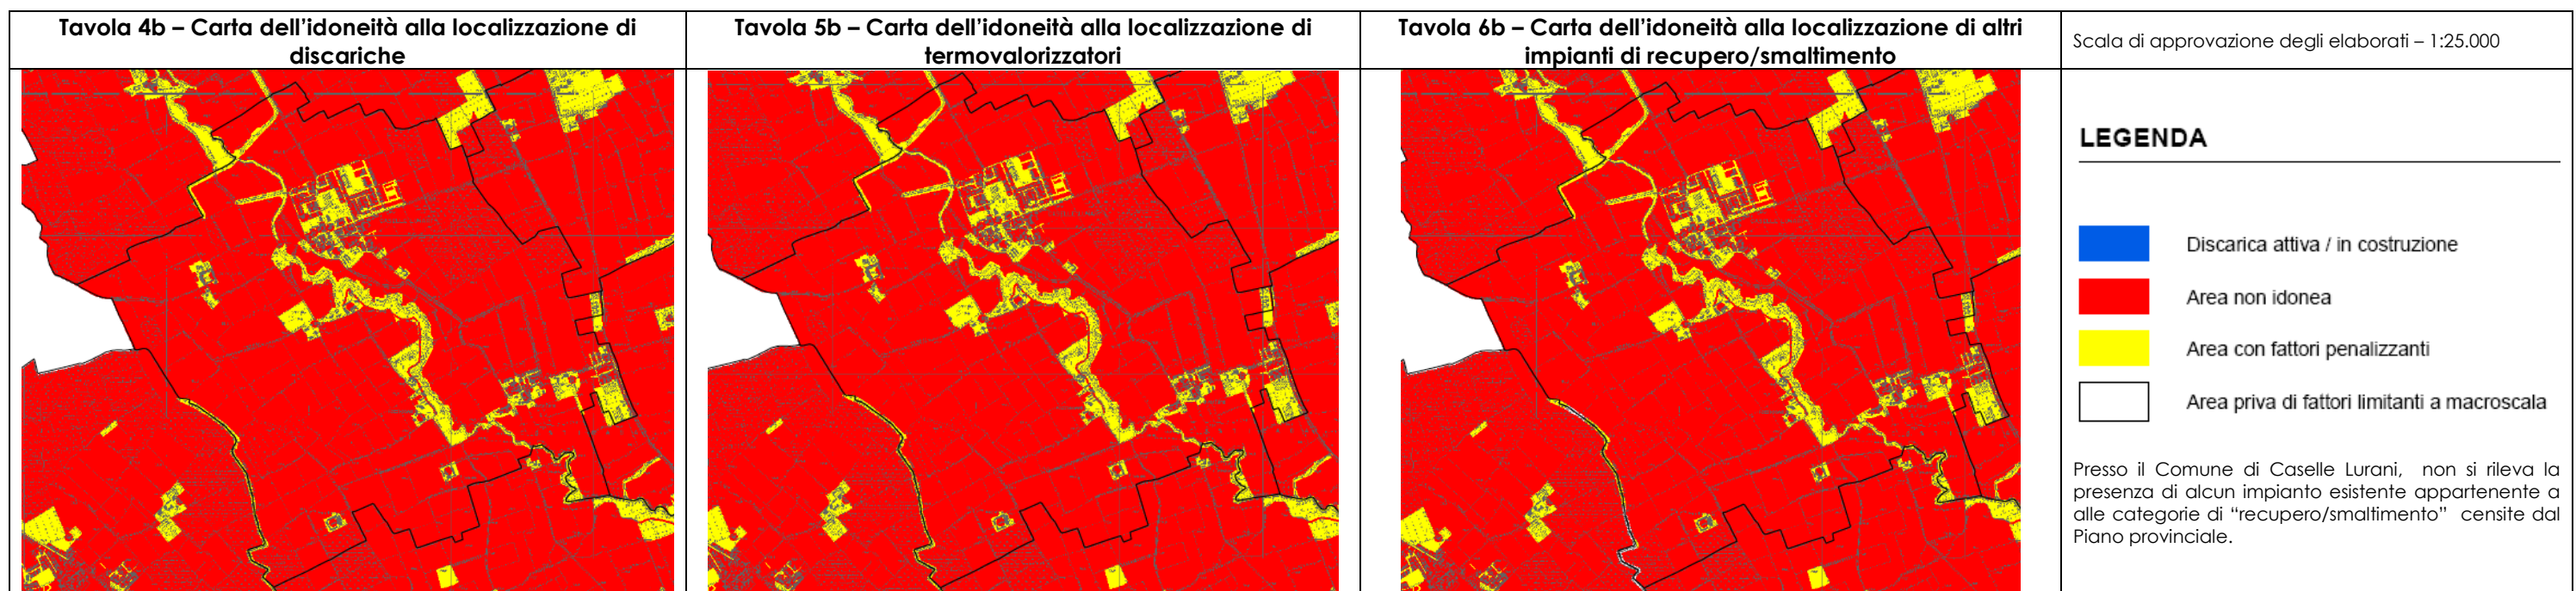 Tavola 4b – Carta dell’idoneità alla localizzazione di
discariche
Tavola 5b – Carta dell’idoneità alla localizzazione di
termovalorizzatori
Tavola 6b – Carta dell’idoneità alla localizzazione di altri
impianti di recupero/smaltimento
Scala di approvazione degli elaborati – 1:25.000
LEGENDA
Discarica attiva / in costruzione
Area non idonea
Area con fattori penalizzanti
Area priva di fattori limitanti a macroscala
Presso il Comune di Caselle Lurani, non si rileva la
presenza di alcun impianto esistente appartenente a
alle categorie di “recupero/smaltimento” censite dal
Piano provinciale.